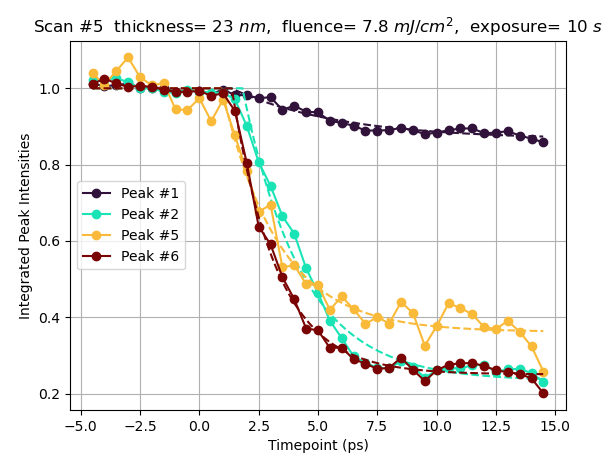 Scan #5  thickness= 23 nm,  fluence= 7.8 mJ/cm²,  exposure= 10 s
Integrated Peak Intensities
1.0
0.8
0.6
0.4
0.2
Peak #1
Peak #2
Peak #5
Peak #6
−5.0 −2.5 0.0 2.5 5.0 7.5 10.0 12.5 15.0
Timepoint (ps)